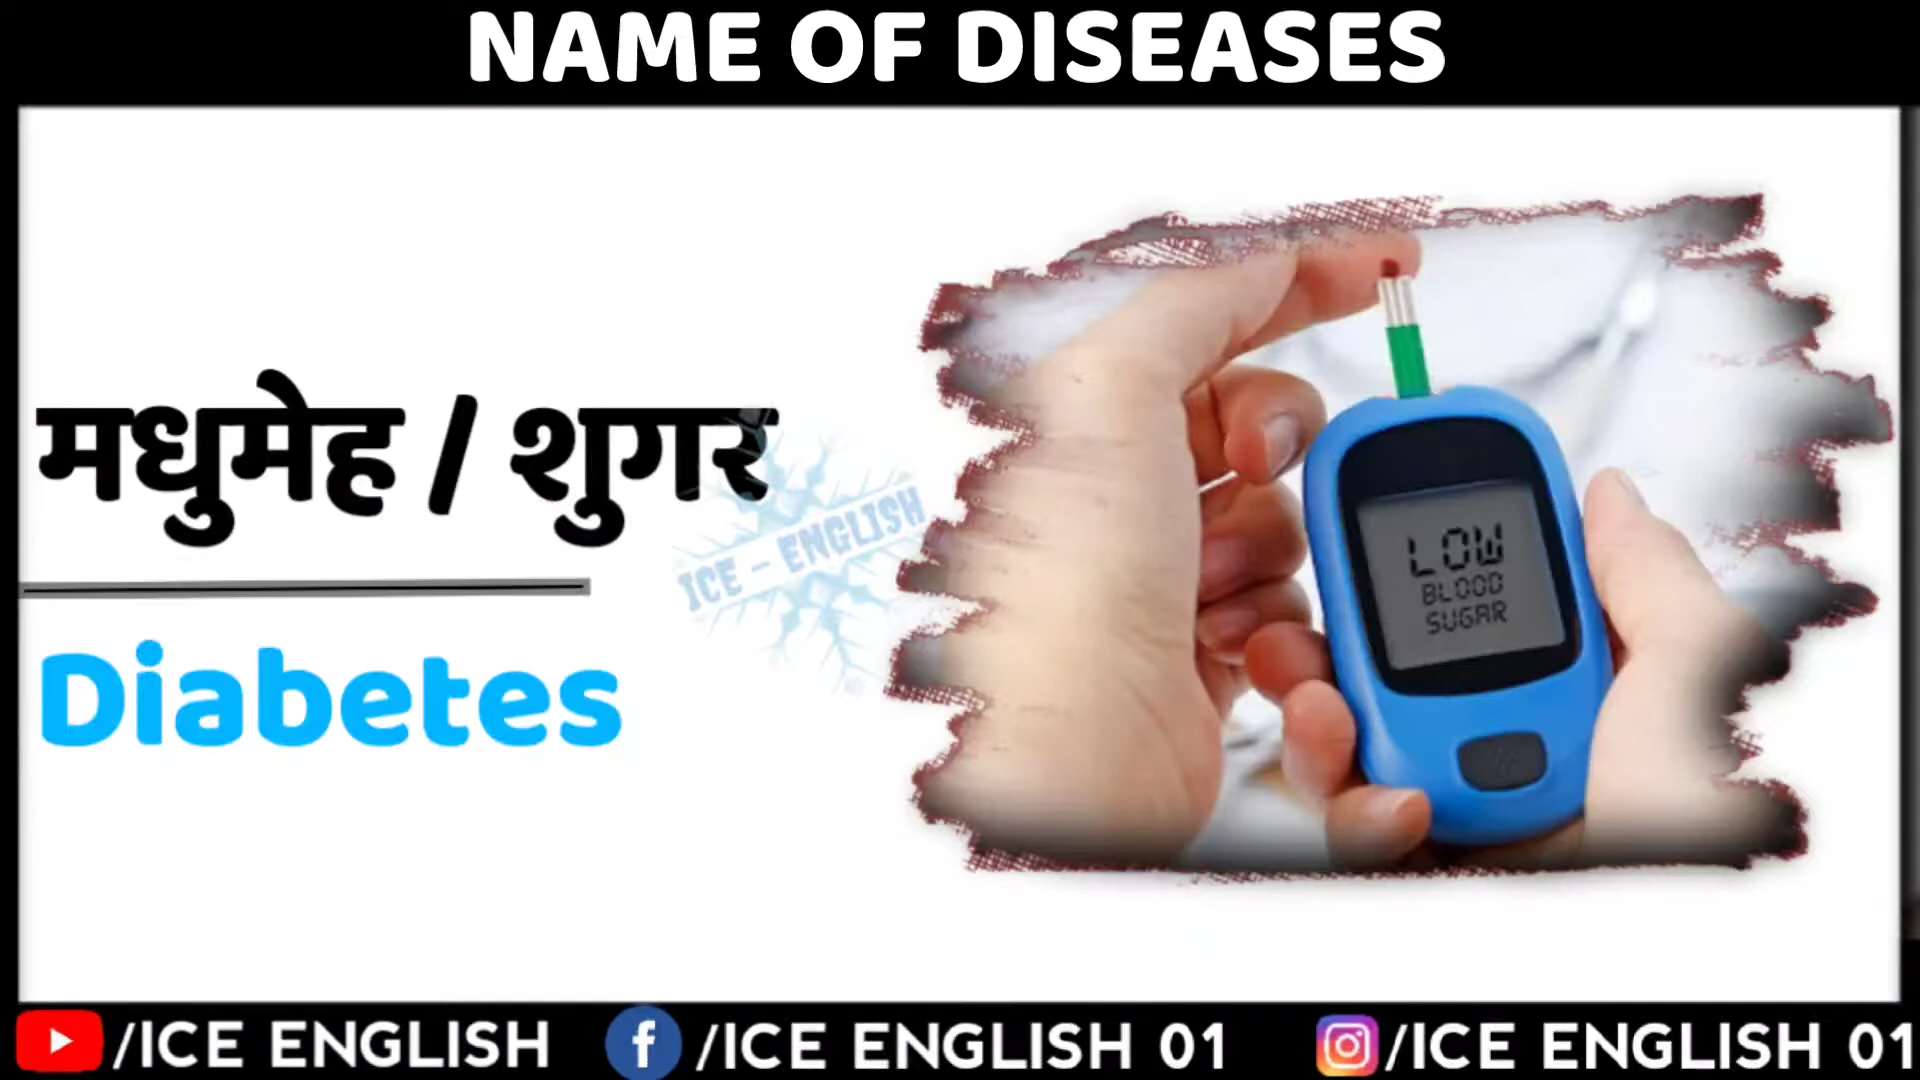 NAME OF DISEASES
मधुमेह / शुगर
Diabetes
ICE - ENGLISH
LOW
BLOOD
SUGAR
/ICE ENGLISH
/ICE ENGLISH 01
/ICE ENGLISH 01